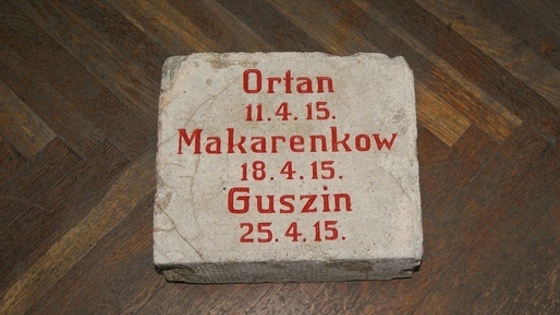 Ortan
11.4.15.
Makarenkow
18.4.15.
Guszin
25.4.15.